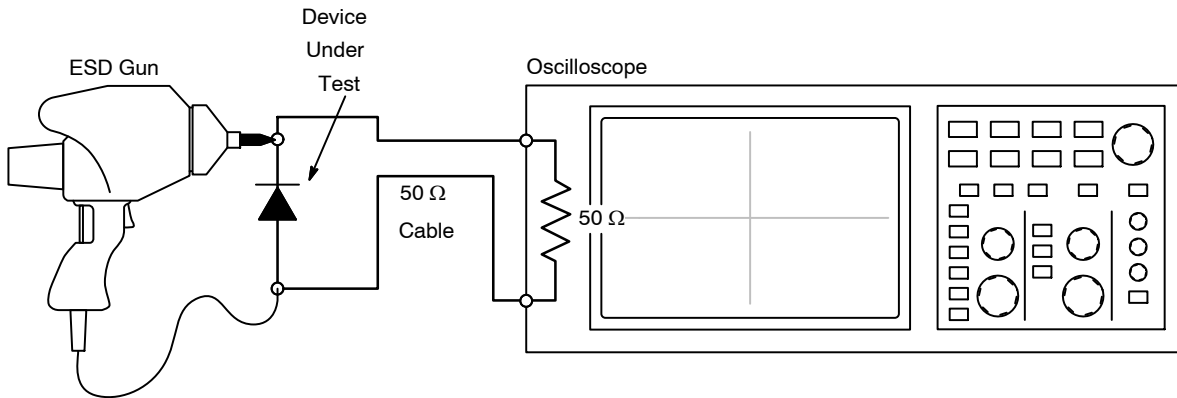 Device
Under
Test
ESD Gun
Oscilloscope
50 Ω
Cable
50 Ω